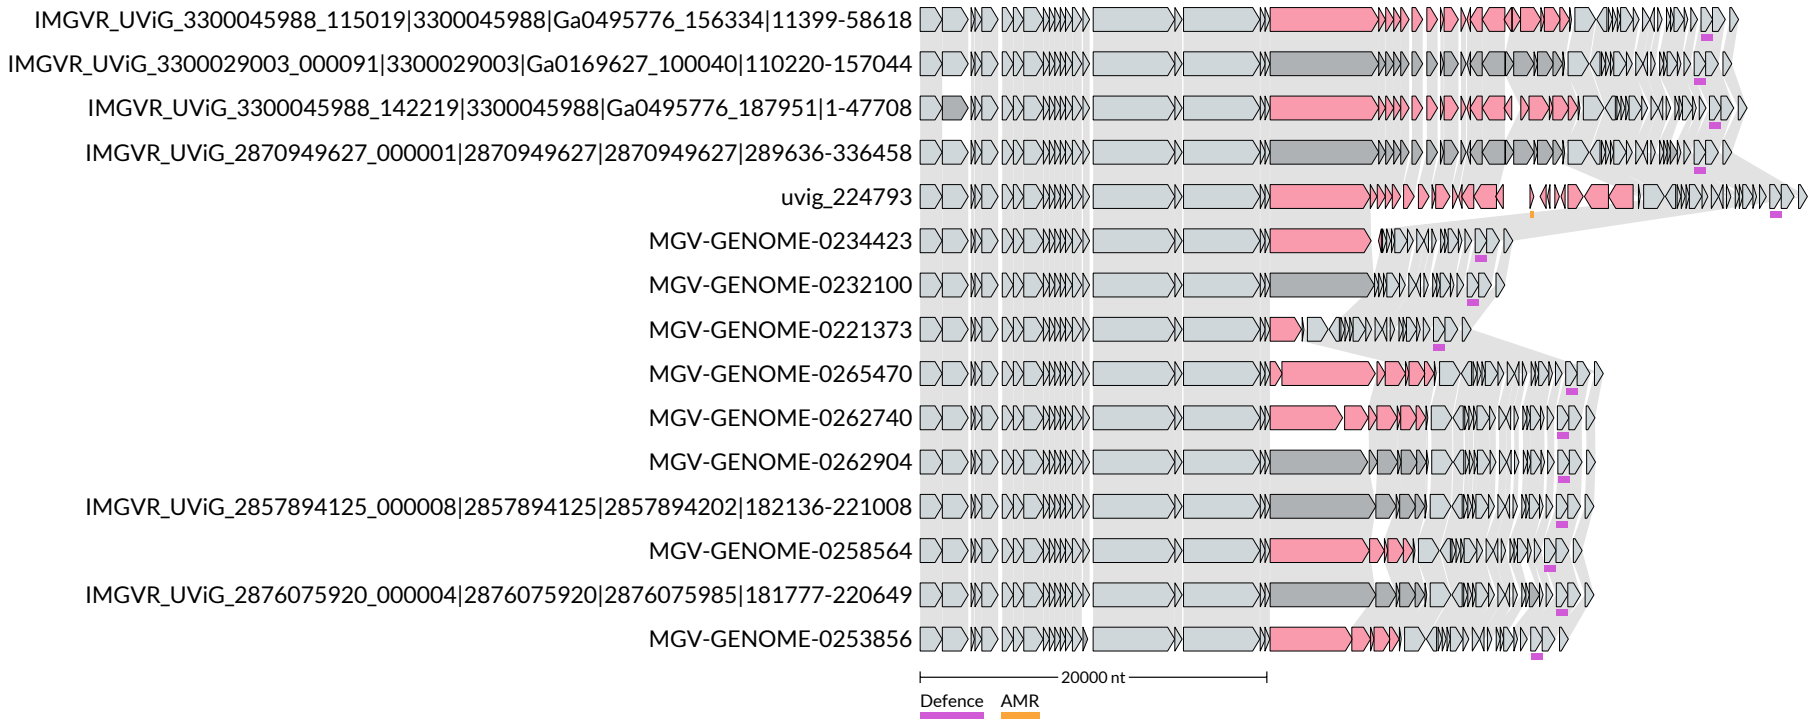 IMGVR_UViG_3300045988_115019|3300045988|Ga0495776_156334|11399-58618
IMGVR_UViG_3300029003_000091|3300029003|Ga0169627_100040|110220-157044
IMGVR_UViG_3300045988_142219|3300045988|Ga0495776_187951|1-47708
IMGVR_UViG_2870949627_000001|2870949627|2870949627|289636-336458
uvig_224793
MGV-GENOME-0234423
MGV-GENOME-0232100
MGV-GENOME-0221373
MGV-GENOME-0265470
MGV-GENOME-0262740
MGV-GENOME-0262904
IMGVR_UViG_2857894125_000008|2857894125|2857894202|182136-221008
MGV-GENOME-0258564
IMGVR_UViG_2876075920_000004|2876075920|2876075985|181777-220649
MGV-GENOME-0253856
20000 nt
Defence AMR